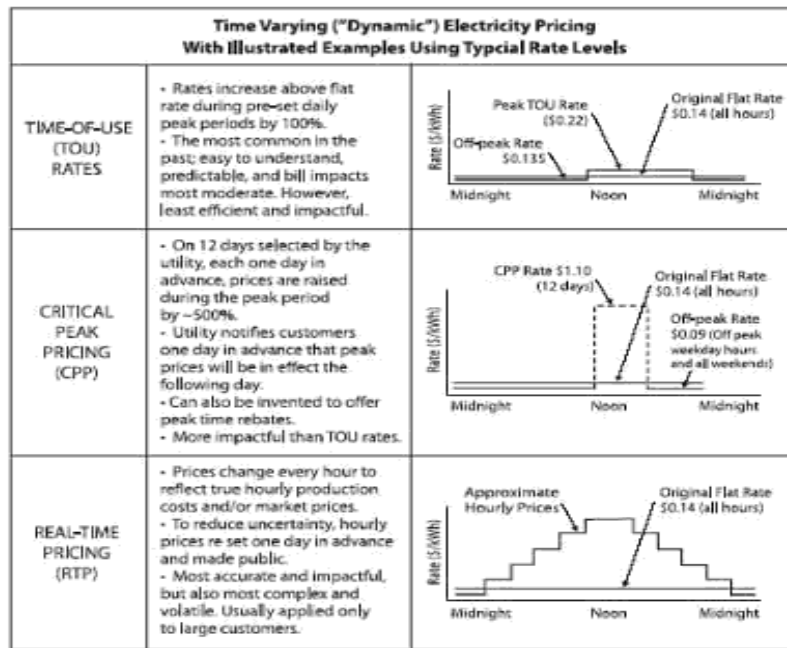 Time Varying ("Dynamic") Electricity Pricing
With Illustrated Examples Using Typcial Rate Levels
TIME-OF-USE
(TOU)
RATES
- Rates increase above flat
rate during pre-set daily
peak periods by 100%.
- The most common in the
past; easy to understand,
predictable, and bill impacts
most moderate. However,
least efficient and impactful.
Rate ($/kWh)
Peak TOU Rate
($0.22)
Original Flat Rate
$0.14 (all hours)
Off-peak Rate
$0.135
Midnight
Noon
Midnight
CRITICAL
PEAK
PRICING
(CPP)
- On 12 days selected by the
utility, each one day in
advance, prices are raised
during the peak period
by ~500%.
- Utility notifies customers
one day in advance that peak
prices will be in effect the
following day.
- Can also be invented to offer
peak time rebates.
- More impactful than TOU rates.
Rate ($/kWh)
CPP Rate $1.10
(12 days)
Original Flat Rate
$0.14 (all hours)
Off-peak Rate
$0.09 (Off peak
weekday hours
and all weekends)
Midnight
Noon
Midnight
REAL-TIME
PRICING
(RTP)
- Prices change every hour to
reflect true hourly production
costs and/or market prices.
- To reduce uncertainty, hourly
prices re set one day in advance
and made public.
- Most accurate and impactful,
but also most complex and
volatile. Usually applied only
to large customers.
Rate ($/kWh)
Approximate
Hourly Prices
Original Flat Rate
$0.14 (all hours)
Midnight
Noon
Midnight